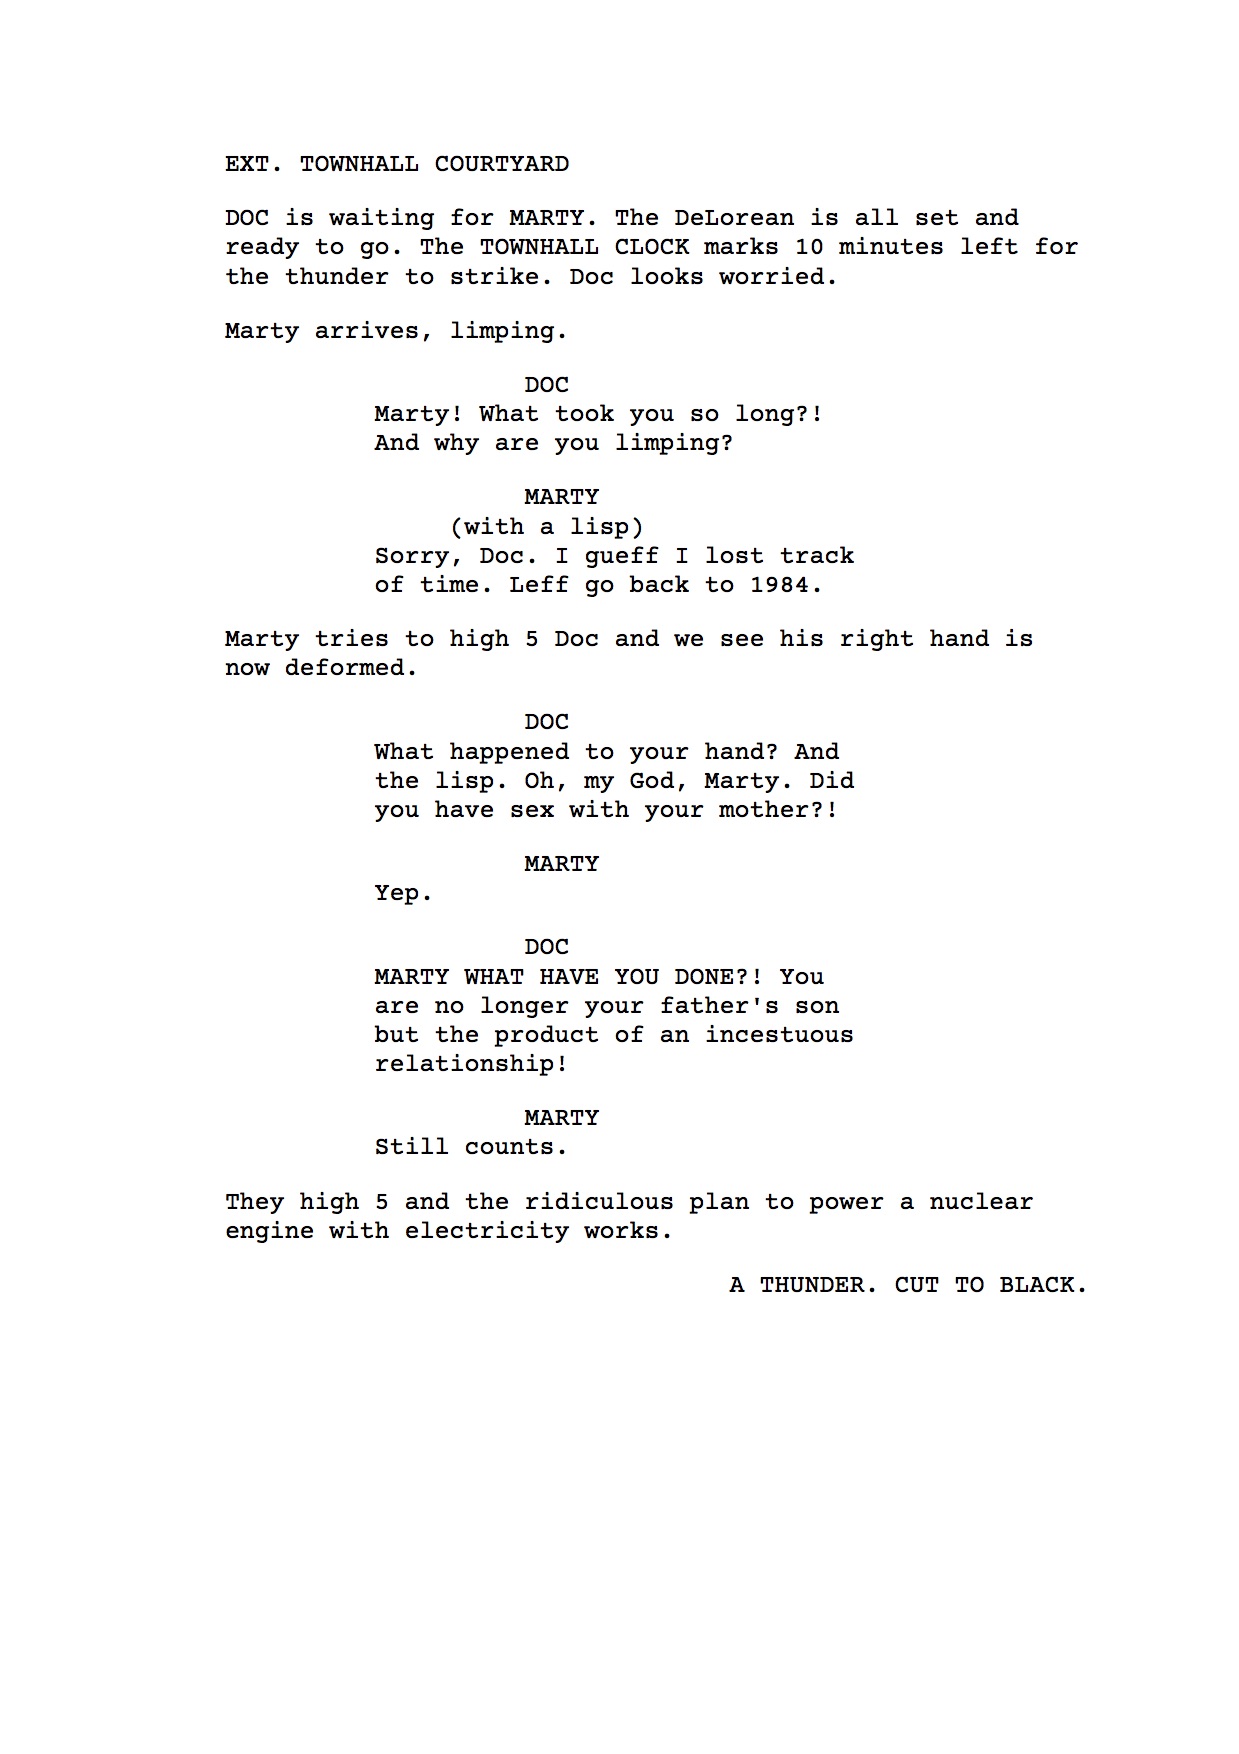 EXT. TOWNHALL COURTYARD
DOC is waiting for MARTY. The DeLorean is all set and
ready to go. The TOWNHALL CLOCK marks 10 minutes left for
the thunder to strike. Doc looks worried.
Marty arrives, limping.
DOC
Marty! What took you so long?!
And why are you limping?
MARTY
(with a lisp)
Sorry, Doc. I gueff I lost track
of time. Leff go back to 1984.
Marty tries to high 5 Doc and we see his right hand is
now deformed.
DOC
What happened to your hand? And
the lisp. Oh, my God, Marty. Did
you have sex with your mother?!
MARTY
Yep.
DOC
MARTY WHAT HAVE YOU DONE?! You
are no longer your father's son
but the product of an incestuous
relationship!
MARTY
Still counts.
They high 5 and the ridiculous plan to power a nuclear
engine with electricity works.
A THUNDER. CUT TO BLACK.